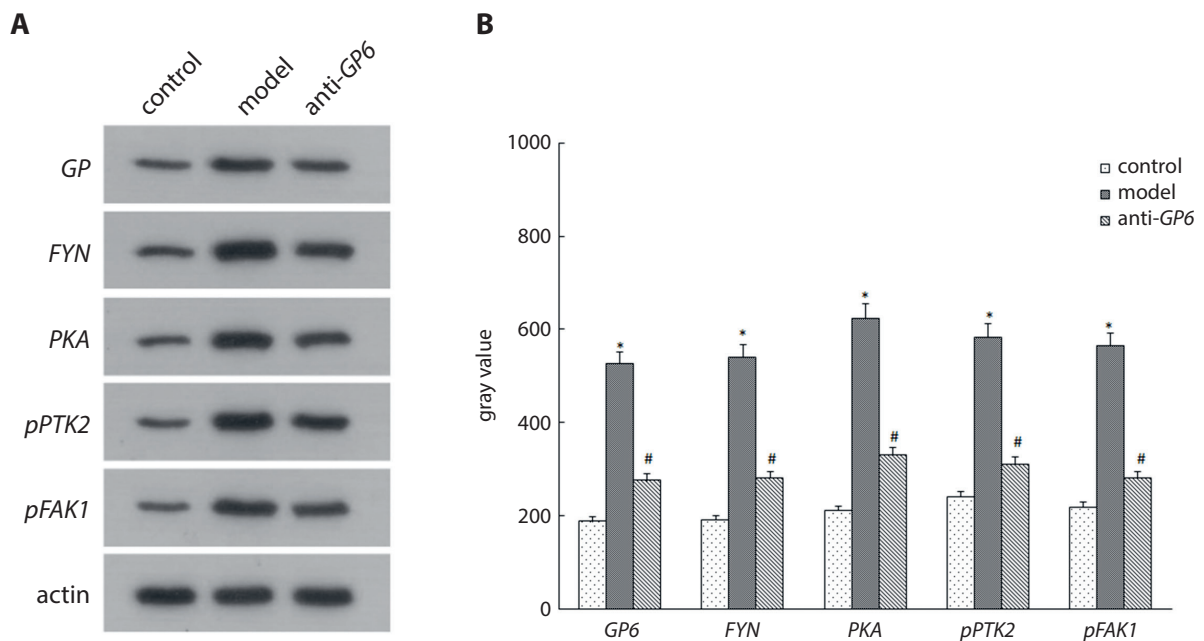 A
control
model
anti-GP6
GP
FYN
PKA
pPTK2
pFAK1
actin
B
gray value
1000
800
600
400
200
0
* # * # * # * # * #
GP6 FYN PKA pPTK2 pFAK1
control
model
anti-GP6